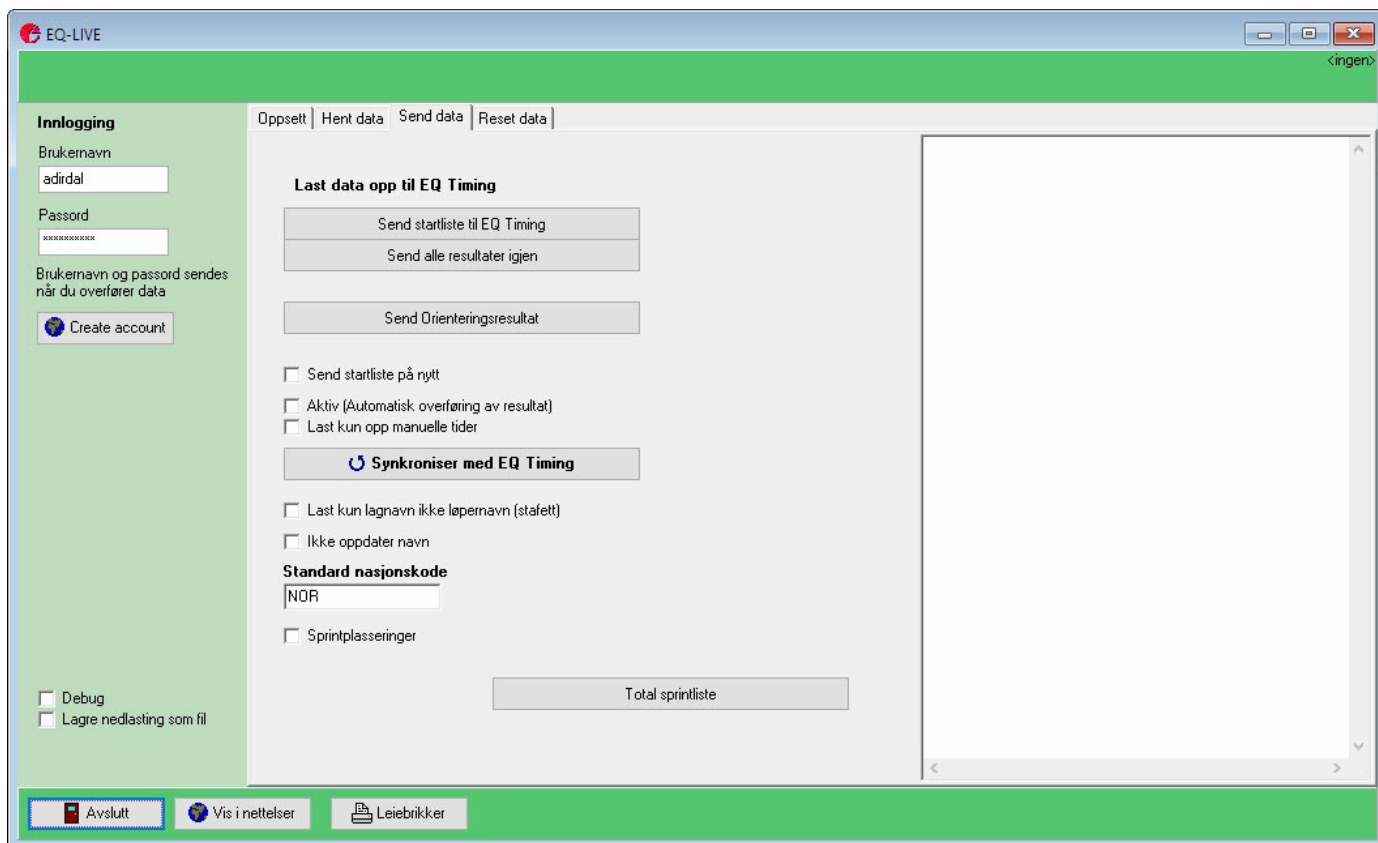 EQ-LIVE
<ingen>
Innlogging
Brukernavn
adirdal
Passord
**********
Brukernavn og passord sendes
når du overfører data
Create account
Debug
Lagre nedlasting som fil
Oppsett
Hent data
Send data
Reset data
Last data opp til EQ Timing
Send startliste til EQ Timing
Send alle resultater igjen
Send Orienteringsresultat
Send startliste på nytt
Aktiv (Automatisk overføring av resultat)
Last kun opp manuelle tider
Synkroniser med EQ Timing
Last kun lagnavn ikke løpernavn (stafett)
Ikke oppdater navn
Standard nasjonskode
NOR
Sprintplasseringer
Total sprintliste
Avslutt
Vis i nettelser
Leiebrikker